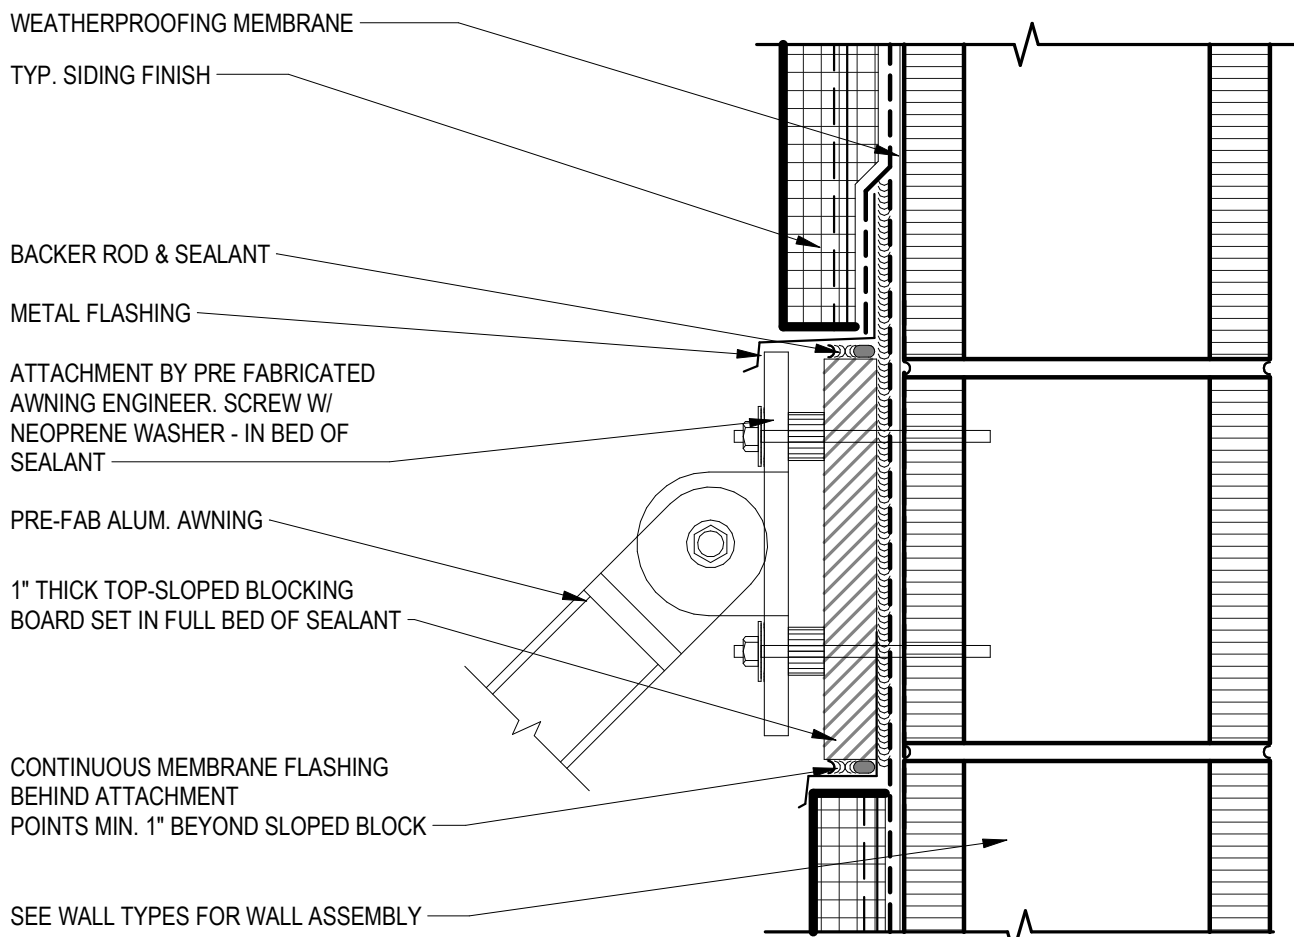 WEATHERPROOFING MEMBRANE
TYP. SIDING FINISH
BACKER ROD & SEALANT
METAL FLASHING
ATTACHMENT BY PRE FABRICATED
AWNING ENGINEER. SCREW W/
NEOPRENE WASHER - IN BED OF
SEALANT
PRE-FAB ALUM. AWNING
1" THICK TOP-SLOPED BLOCKING
BOARD SET IN FULL BED OF SEALANT
CONTINUOUS MEMBRANE FLASHING
BEHIND ATTACHMENT
POINTS MIN. 1" BEYOND SLOPED BLOCK
SEE WALL TYPES FOR WALL ASSEMBLY